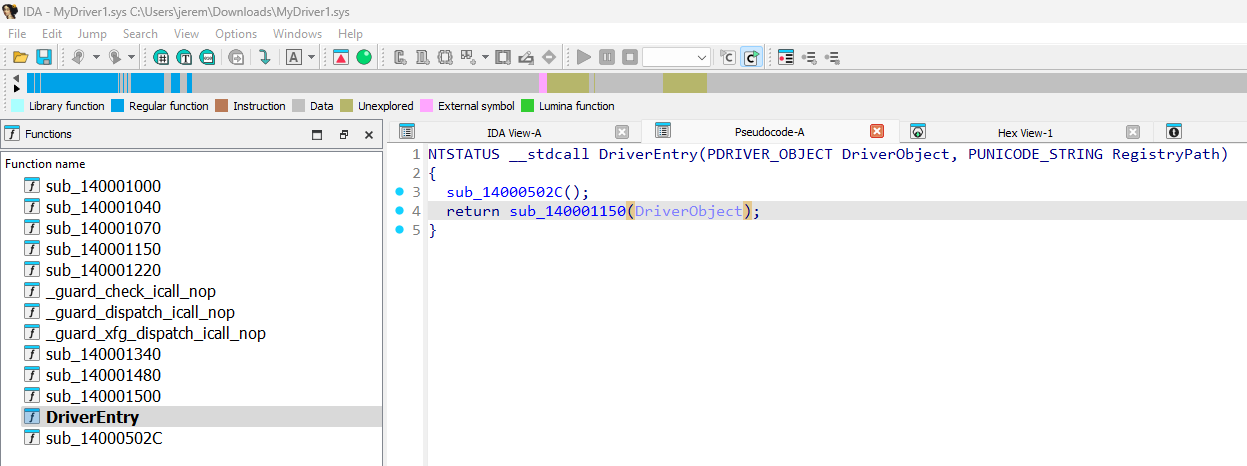 IDA - MyDriver1.sys C:\Users\jerem\Downloads\MyDriver1.sys
File Edit Jump Search View Options Windows Help
Library function Regular function Instruction Data Unexplored External symbol Lumina function
Functions
IDA View-A Pseudocode-A Hex View-1
Function name
sub_140001000
sub_140001040
sub_140001070
sub_140001150
sub_140001220
_guard_check_icall_nop
_guard_dispatch_icall_nop
_guard_xfg_dispatch_icall_nop
sub_140001340
sub_140001480
sub_140001500
DriverEntry
sub_14000502C
1 NTSTATUS __stdcall DriverEntry(PDRIVER_OBJECT DriverObject, PUNICODE_STRING RegistryPath)
2 {
3 sub_14000502C();
4 return sub_140001150(DriverObject);
5 }